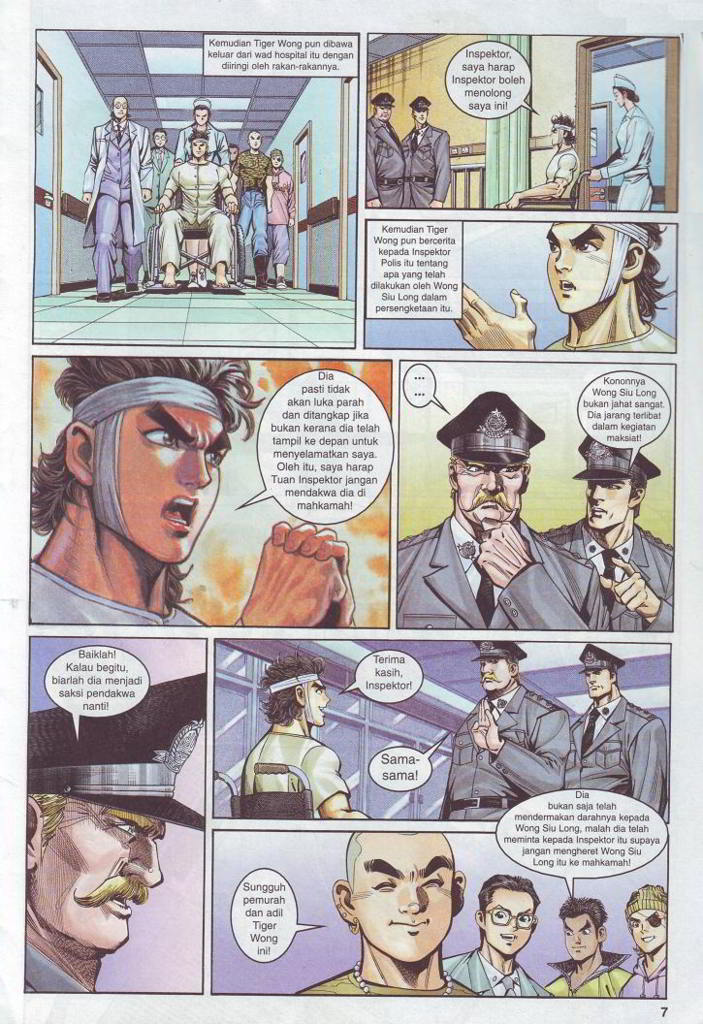 Kemudian Tiger Wong pun dibawa
keluar dari wad hospital itu dengan
diiringi oleh rakan-rakannya.
Inspektor,
saya harap
Inspektor boleh
menolong
saya ini!
Kemudian Tiger
Wong pun bercerita
kepada Inspektor
Polis itu tentang
apa yang telah
dilakukan oleh Wong
Siu Long dalam
persengketaan itu.
Dia
pasti tidak
akan luka parah
dan ditangkap jika
bukan kerana dia telah
tampil ke depan untuk
menyelamatkan saya.
Oleh itu, saya harap
Tuan Inspektor jangan
mendakwa dia di
mahkamah!
...
...
Kononnya
Wong Siu Long
bukan jahat sangat.
Dia jarang terlibat
dalam kegiatan
maksiat!
Baiklah!
Kalau begitu,
biarlah dia menjadi
saksi pendakwa
nanti!
Terima
kasih,
Inspektor!
Sama-
sama!
Dia
bukan saja telah
mendermakan darahnya kepada
Wong Siu Long, malah dia telah
meminta kepada Inspektor itu supaya
jangan mengheret Wong Siu
Long itu ke mahkamah!
Sungguh
pemurah
dan adil
Tiger
Wong
ini!
7